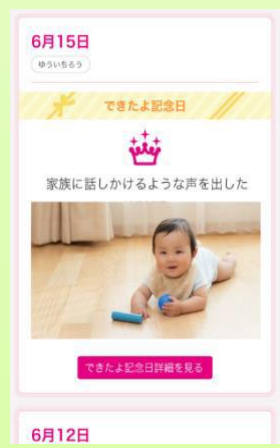 6月15日
ゆういちろう
できたよ記念日
家族に話しかけるような声を出した
できたよ記念日詳細を見る
6月12日